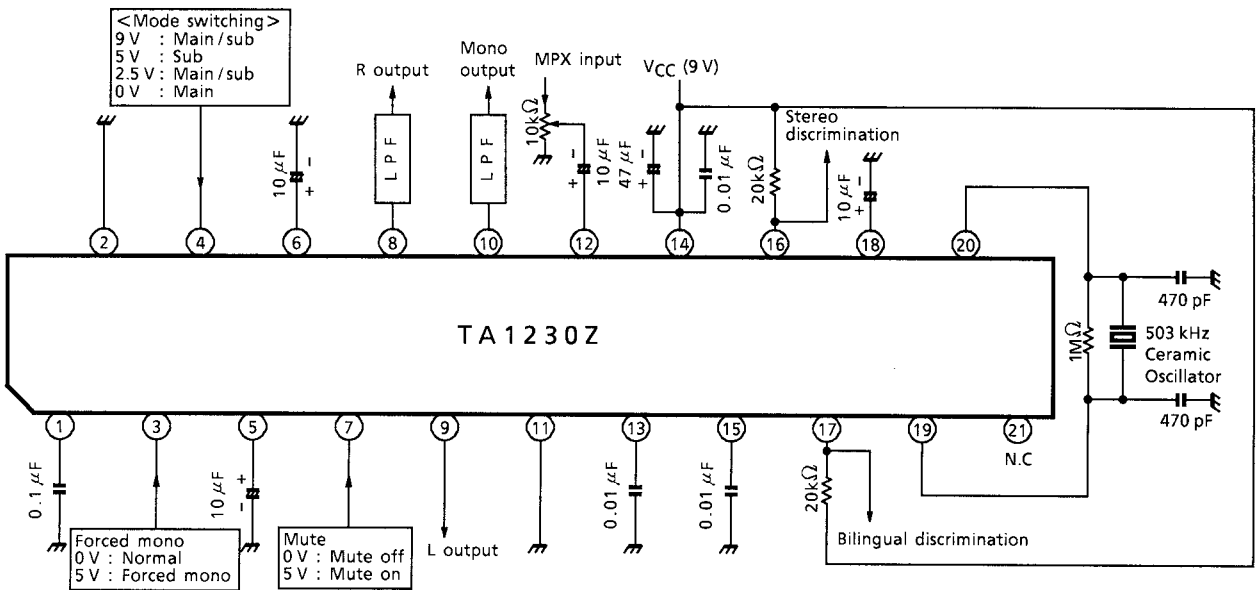 <Mode switching>
9 V : Main/sub
5 V : Sub
2.5 V : Main/sub
0 V : Main
R output
Mono
output
MPX input
VCC (9 V)
Stereo
discrimination
10 μF
- +
LPF
LPF
10kΩ
- +
10 μF
47 μF
- +
0.01 μF
20kΩ
10 μF
- +
2
4
6
8
10
12
14
16
18
20
TA1230Z
1MΩ
470 pF
503 kHz
Ceramic
Oscillator
470 pF
1
3
5
7
9
11
13
15
17
19
21
N.C
0.1 μF
10 μF
+ -
0.01 μF
0.01 μF
20kΩ
Forced mono
0 V : Normal
5 V : Forced mono
Mute
0 V : Mute off
5 V : Mute on
L output
Bilingual discrimination